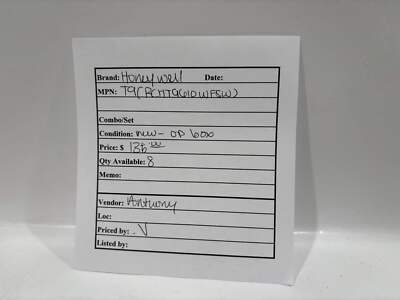 Brand: Honeywell Date:
MPN: T9(RCHT9610WFSW)
Combo/Set
Condition: new - op box
Price: $ 135.00
Qty Available: 8
Memo:
Vendor: Anthony
Loc:
Priced by: V
Listed by: